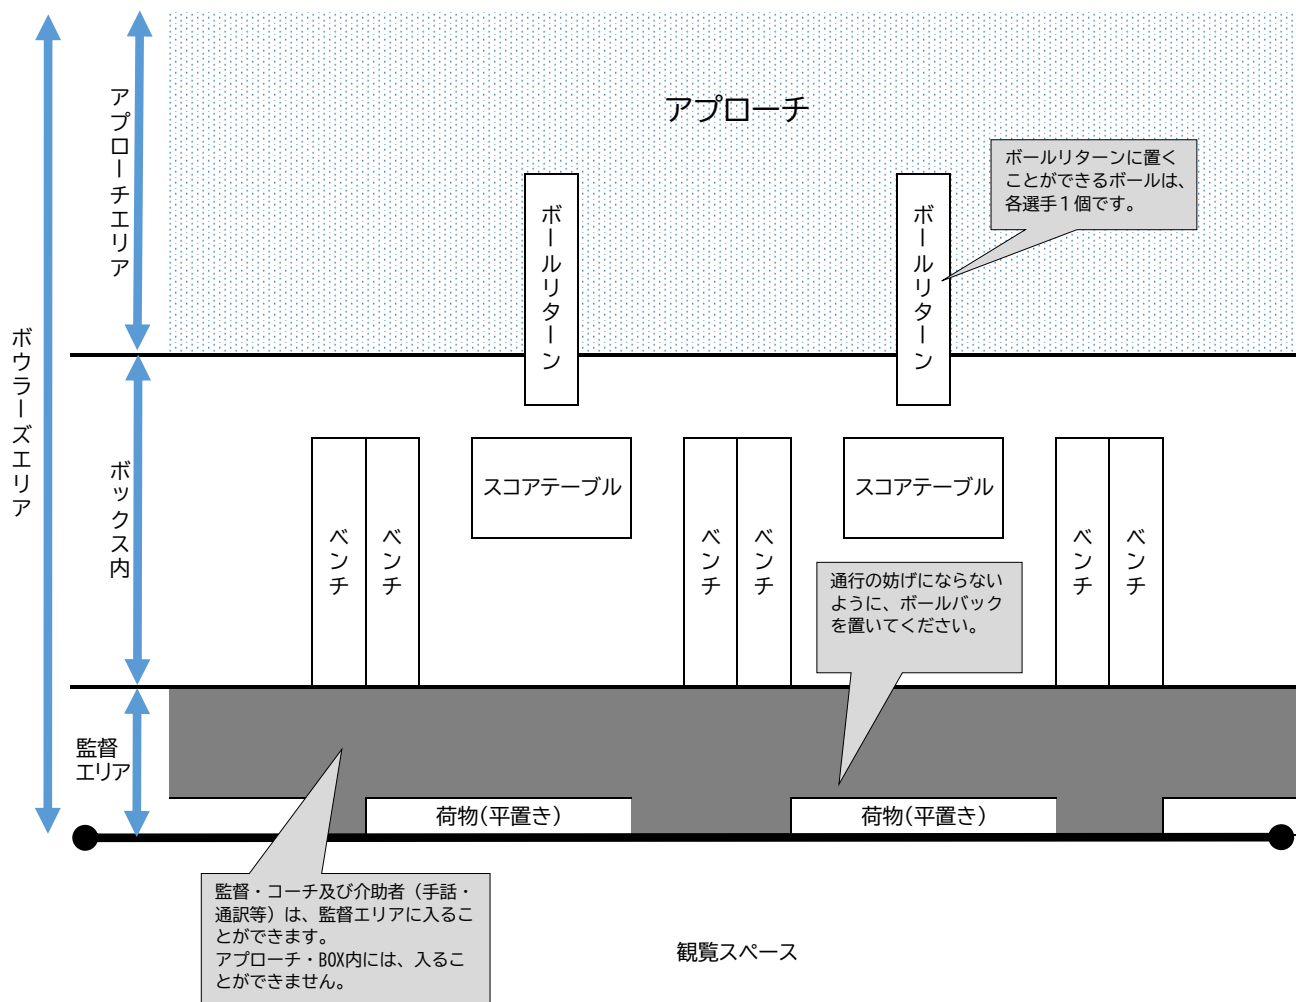 アプローチ
アプローチエリア
ボールリターンに置く
ことができるボールは、
各選手１個です。
ボールリターン
ボールリターン
ボウラーズエリア
ボックス内
スコアテーブル
スコアテーブル
ベンチ
ベンチ
ベンチ
ベンチ
ベンチ
ベンチ
通行の妨げにならない
ように、ボールバック
を置いてください。
監督
エリア
荷物(平置き)
荷物(平置き)
監督・コーチ及び介助者（手話・
通訳等）は、監督エリアに入るこ
とができます。
アプローチ・BOX内には、入るこ
とができません。
観覧スペース